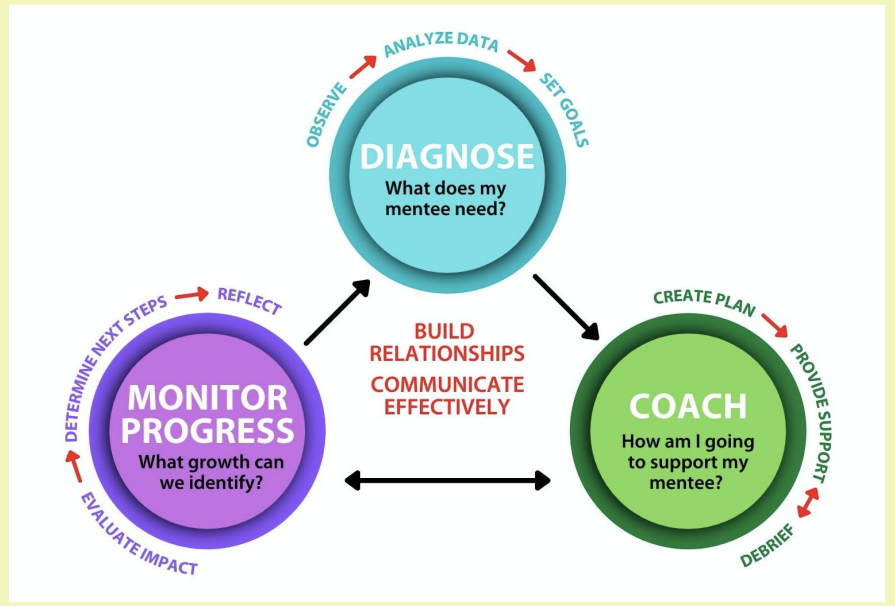 OBSERVE
ANALYZE DATA
SET GOALS
DIAGNOSE
What does my
mentee need?
BUILD
RELATIONSHIPS
COMMUNICATE
EFFECTIVELY
CREATE PLAN
PROVIDE SUPPORT
DEBRIEF
COACH
How am I going
to support my
mentee?
EVALUATE IMPACT
DETERMINE NEXT STEPS
REFLECT
MONITOR
PROGRESS
What growth can
we identify?